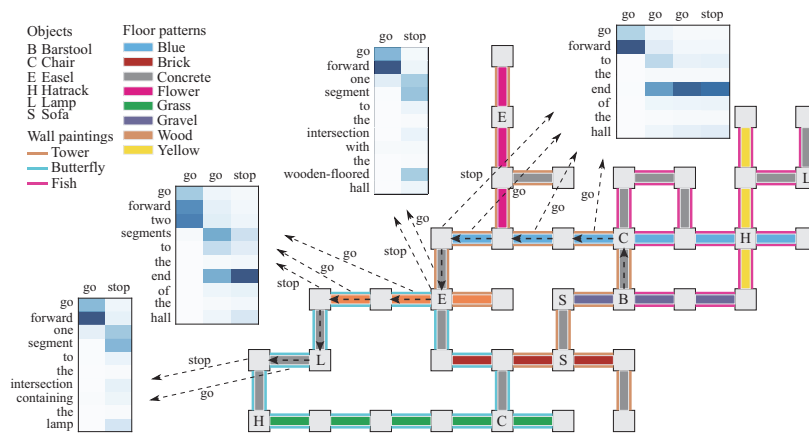 Objects
B Barstool
C Chair
E Easel
H Hatrack
L Lamp
S Sofa
Wall paintings
Tower
Butterfly
Fish
Floor patterns
Blue
Brick
Concrete
Flower
Grass
Gravel
Wood
Yellow
go stop
go
forward
one
segment
to
the
intersection
with
the
wooden-floored
hall
go go go stop
go
forward
to
the
end
of
the
hall
go go stop
go
forward
two
segments
to
the
end
of
the
hall
go stop
go
forward
one
segment
to
the
intersection
containing
the
lamp
stop
go
go
go
go
stop
go
go
stop
stop
go
E
L
C
H
E
S
B
L
S
H
C